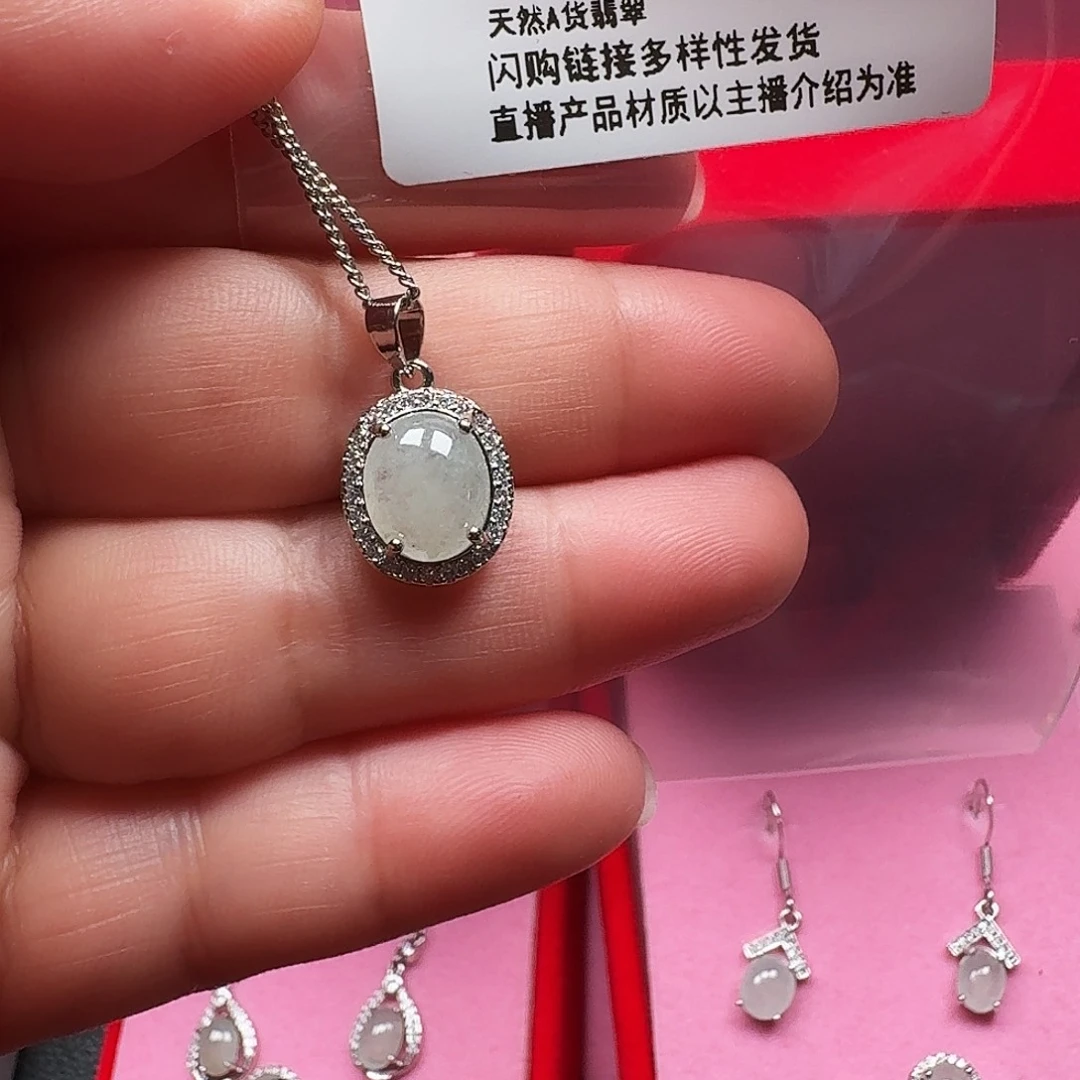 天然A货翡翠
闪购链接多样性发货
直播产品材质以主播介绍为准